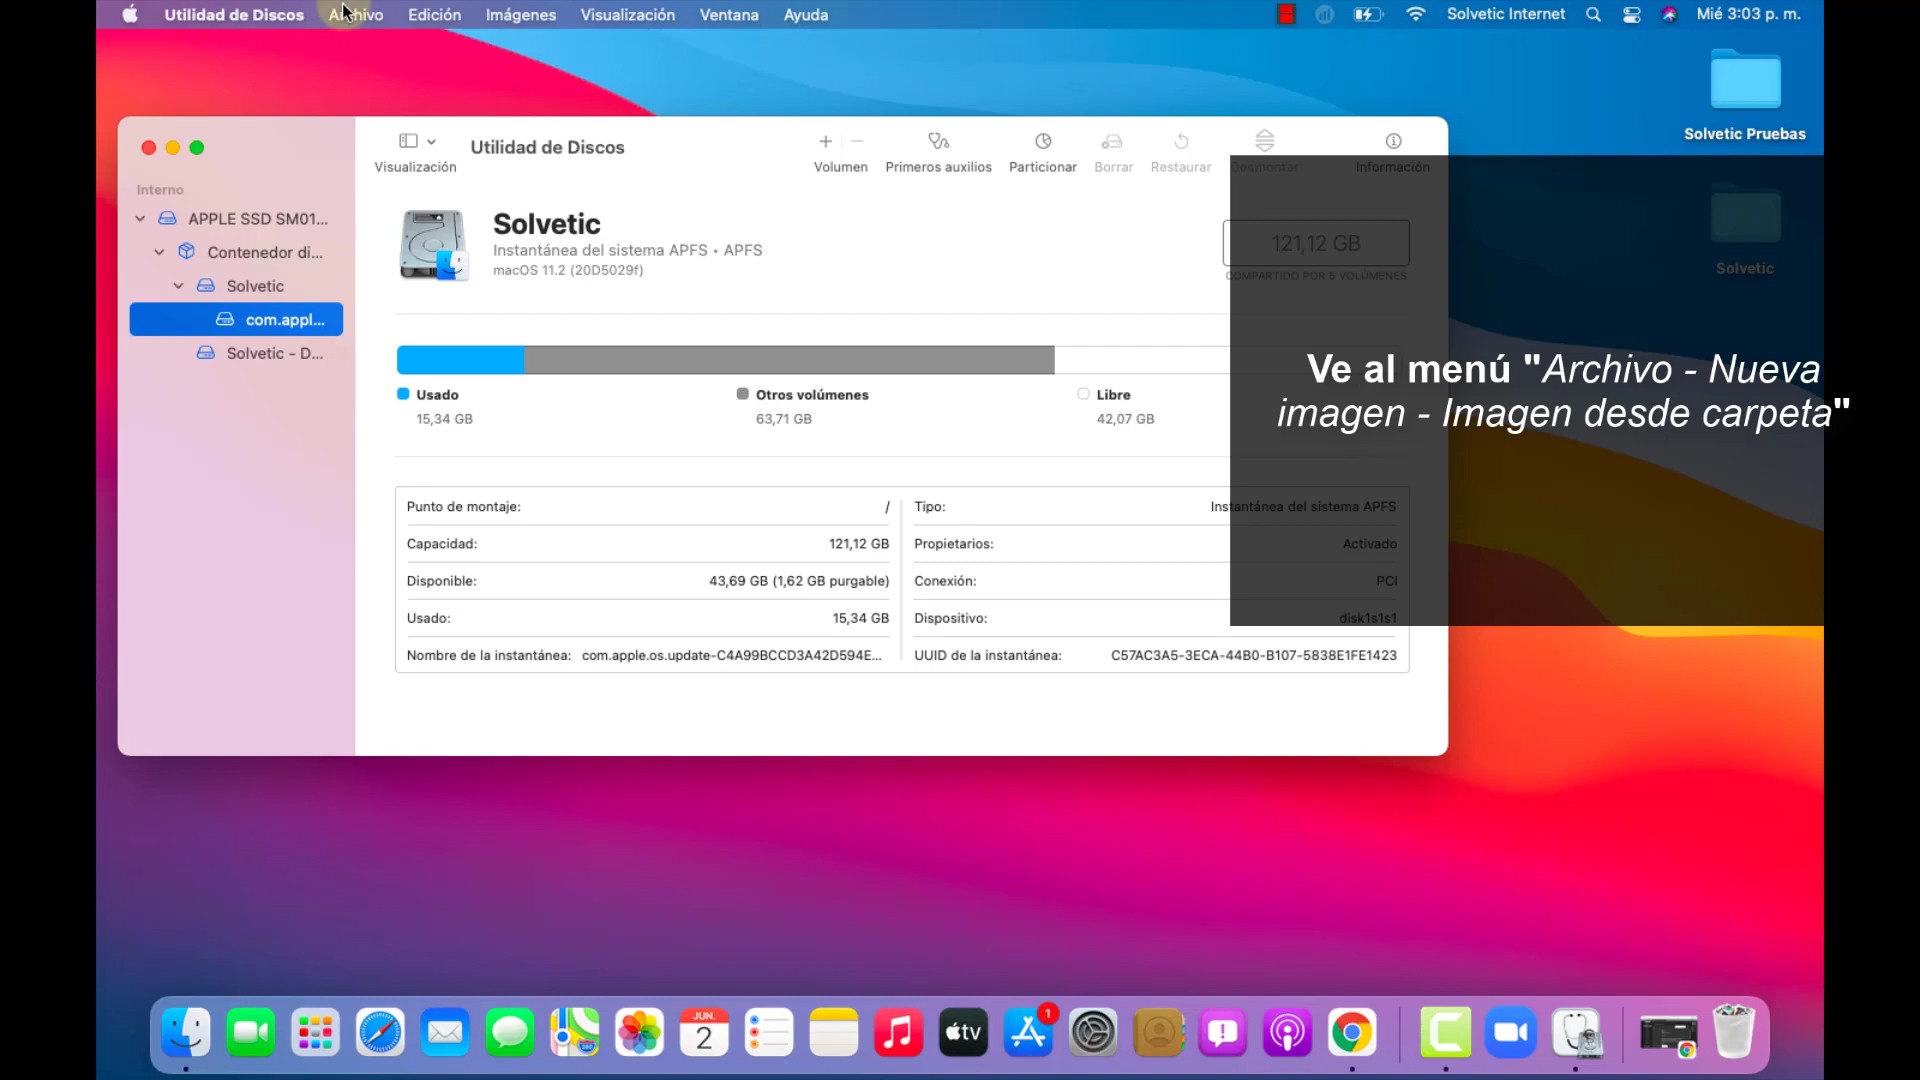 Utilidad de Discos Archivo Edición Imágenes Visualización Ventana Ayuda Solvetic Internet Mié 3:03 p. m.
Solvetic Pruebas
Solvetic
Interno
APPLE SSD SM01...
Contenedor di...
Solvetic
com.appl...
Solvetic - D...
Visualización
Utilidad de Discos
Volumen Primeros auxilios Particionar Borrar Restaurar Desmontar Información
Solvetic
Instantánea del sistema APFS • APFS
macOS 11.2 (20D5029f)
121,12 GB
COMPARTIDO POR 5 VOLÚMENES
Ve al menú "Archivo - Nueva
imagen - Imagen desde carpeta"
Usado
15,34 GB
Otros volúmenes
63,71 GB
Libre
42,07 GB
Punto de montaje: /
Capacidad: 121,12 GB
Disponible: 43,69 GB (1,62 GB purgable)
Usado: 15,34 GB
Nombre de la instantánea: com.apple.os.update-C4A99BCCD3A42D594E...
Tipo: Instantánea del sistema APFS
Propietarios: Activado
Conexión: PCI
Dispositivo: disk1s1s1
UUID de la instantánea: C57AC3A5-3ECA-44B0-B107-5838E1FE1423
JUN.
2
tv
1